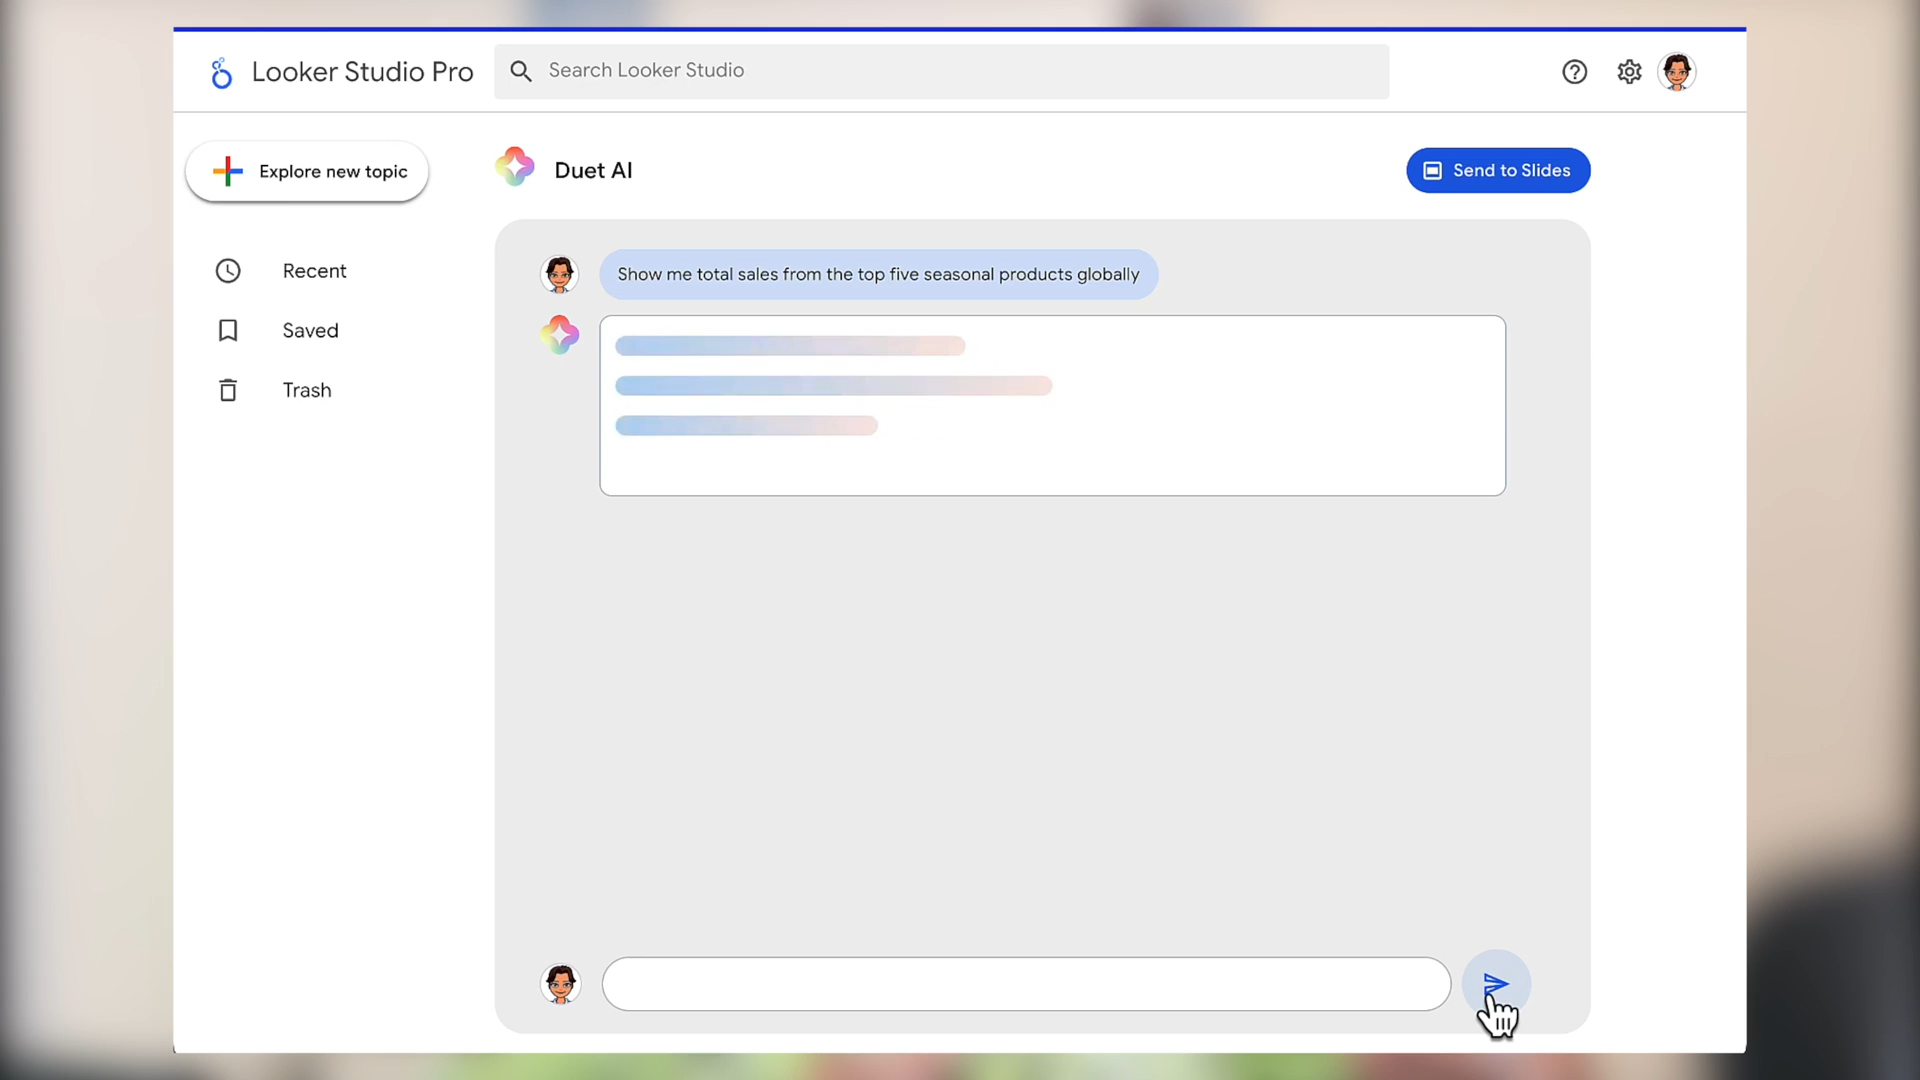 Looker Studio Pro
Search Looker Studio
Explore new topic
Duet AI
Send to Slides
Recent
Saved
Trash
Show me total sales from the top five seasonal products globally